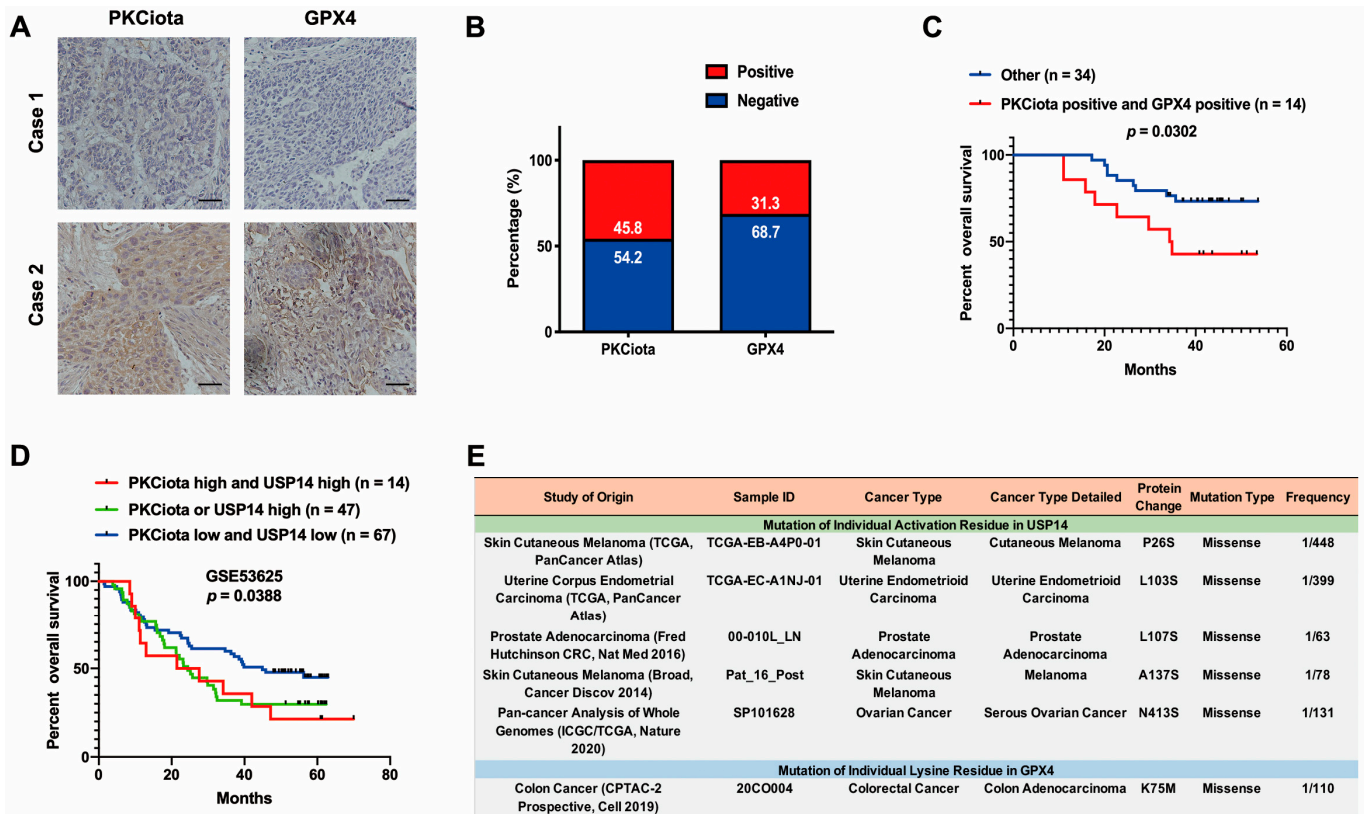 A
PKCiota
GPX4
Case 1
Case 2
B
Positive
Negative
Percentage (%)
100
50
0
45.8
54.2
31.3
68.7
PKCiota
GPX4
C
Other (n = 34)
PKCiota positive and GPX4 positive (n = 14)
p = 0.0302
Percent overall survival
100
50
0
0
20
40
60
Months
D
PKCiota high and USP14 high (n = 14)
PKCiota or USP14 high (n = 47)
PKCiota low and USP14 low (n = 67)
GSE53625
p = 0.0388
Percent overall survival
100
50
0
0
20
40
60
80
Months
E
Study of Origin Sample ID Cancer Type Cancer Type Detailed Protein Change Mutation Type Frequency
Mutation of Individual Activation Residue in USP14
Skin Cutaneous Melanoma (TCGA, TCGA-EB-A4P0-01 Skin Cutaneous Cutaneous Melanoma P26S Missense 1/448
PanCancer Atlas) Melanoma
Uterine Corpus Endometrial TCGA-EC-A1NJ-01 Uterine Endometrioid Uterine Endometrioid L103S Missense 1/399
Carcinoma (TCGA, PanCancer Carcinoma Carcinoma
Atlas)
Prostate Adenocarcinoma (Fred 00-010L_LN Prostate Prostate L107S Missense 1/63
Hutchinson CRC, Nat Med 2016) Adenocarcinoma Adenocarcinoma
Skin Cutaneous Melanoma (Broad, Pat_16_Post Skin Cutaneous Melanoma A137S Missense 1/78
Cancer Discov 2014) Melanoma
Pan-cancer Analysis of Whole SP101628 Ovarian Cancer Serous Ovarian Cancer N413S Missense 1/131
Genomes (ICGC/TCGA, Nature
2020)
Mutation of Individual Lysine Residue in GPX4
Colon Cancer (CPTAC-2 20CO004 Colorectal Cancer Colon Adenocarcinoma K75M Missense 1/110
Prospective, Cell 2019)